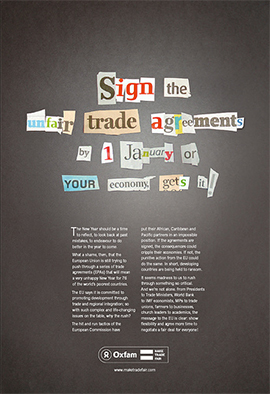 Sign the
unfair trade agreements
by 1 January or
YOUR economy gets it!
The New Year should be a time
to reflect, to look back at past
mistakes, to endeavour to do
better in the year to come.
What a shame, then, that the
European Union is still trying to
push through a series of trade
agreements (EPAs) that will mean
a very unhappy New Year for 75
of the world's poorest countries.
The EU says it is committed to
promoting development through
trade and regional integration, so
with such complex and life-changing
issues on the table, why the rush?
The hit and run tactics of the
European Commission have
put their African, Caribbean and
Pacific partners in an impossible
position. If the agreements are
signed, the consequences could
cripple their economies. If not, the
punitive action from the EU could
do the same. In short, developing
countries are being held to ransom.
It seems madness to us to rush
through something so critical.
And we're not alone. From Presidents
to Trade Ministers, World Bank
to economists, MPs to trade
unions, farmers to businesses,
church leaders to academics, the
message to the EU is clear: show
flexibility and agree more time to
negotiate a fair deal for everyone!
Oxfam
MAKE
TRADE
FAIR
www.maketradefair.com